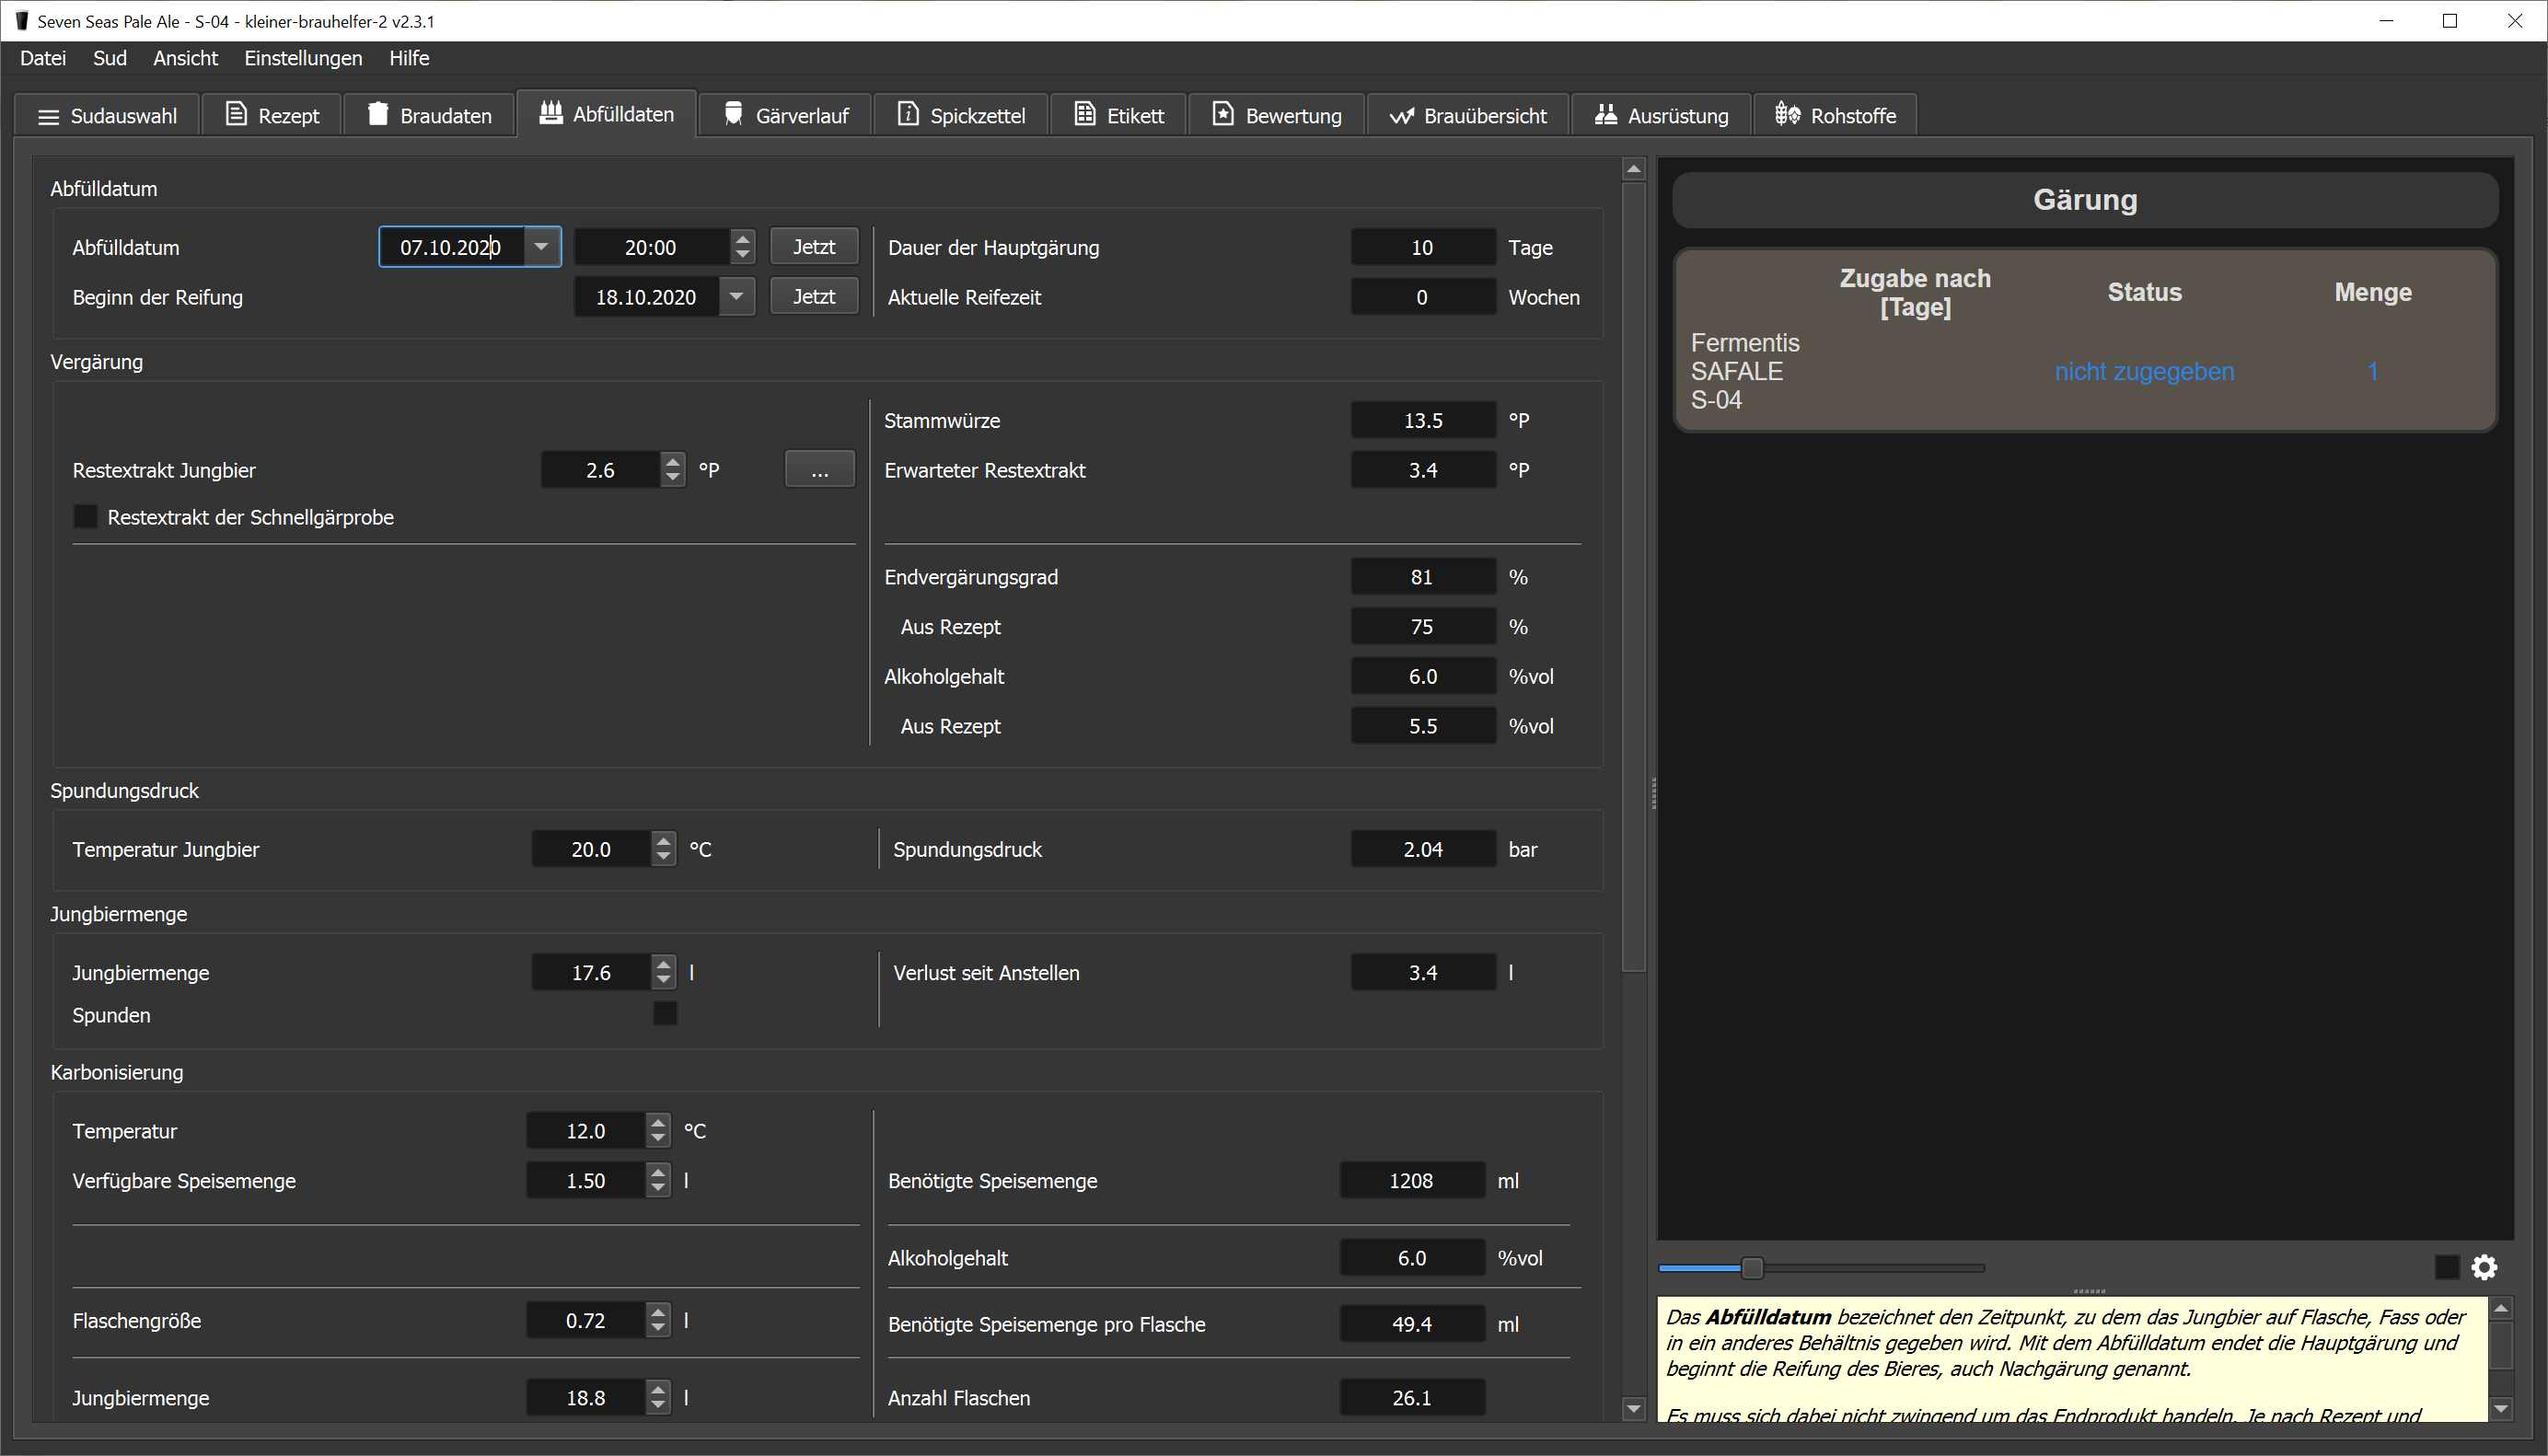 Seven Seas Pale Ale - S-04 - kleiner-brauhelfer-2 v2.3.1
Datei Sud Ansicht Einstellungen Hilfe
Sudauswahl Rezept Braudaten Abfülldaten Gärverlauf Spickzettel Etikett Bewertung Brauübersicht Ausrüstung Rohstoffe
Abfülldatum
Abfülldatum 07.10.2020 20:00 Jetzt Dauer der Hauptgärung 10 Tage
Beginn der Reifung 18.10.2020 Jetzt Aktuelle Reifezeit 0 Wochen
Vergärung
Stammwürze 13.5 °P
Restextrakt Jungbier 2.6 °P ... Erwarteter Restextrakt 3.4 °P
Restextrakt der Schnellgärprobe
Endvergärungsgrad 81 %
Aus Rezept 75 %
Alkoholgehalt 6.0 %vol
Aus Rezept 5.5 %vol
Spundungsdruck
Temperatur Jungbier 20.0 °C Spundungsdruck 2.04 bar
Jungbiermenge
Jungbiermenge 17.6 l Verlust seit Anstellen 3.4 l
Spunden
Karbonisierung
Temperatur 12.0 °C
Verfügbare Speisemenge 1.50 l Benötigte Speisemenge 1208 ml
Alkoholgehalt 6.0 %vol
Flaschengröße 0.72 l Benötigte Speisemenge pro Flasche 49.4 ml
Jungbiermenge 18.8 l Anzahl Flaschen 26.1
Gärung
Zugabe nach
[Tage] Status Menge
Fermentis
SAFALE nicht zugegeben 1
S-04
Das Abfülldatum bezeichnet den Zeitpunkt, zu dem das Jungbier auf Flasche, Fass oder
in ein anderes Behältnis gegeben wird. Mit dem Abfülldatum endet die Hauptgärung und
beginnt die Reifung des Bieres, auch Nachgärung genannt.
Es muss sich dabei nicht zwingend um das Endprodukt handeln. Je nach Rezept und